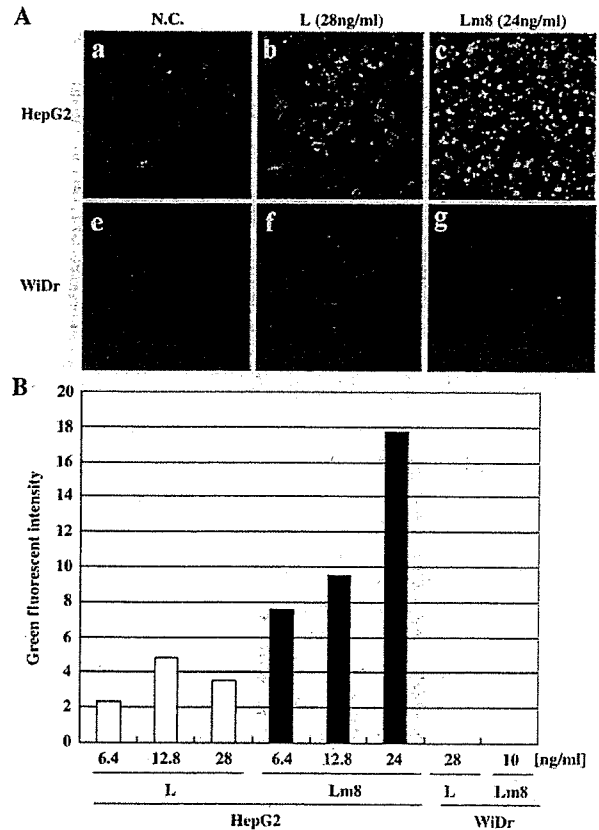 A
N.C. L (28ng/ml) Lm8 (24ng/ml)
a b c
HepG2
e f g
WiDr
B
20
18
16
14
12
10
8
6
4
2
0
Green fluorescent intensity
6.4 12.8 28 6.4 12.8 24 28 10 [ng/ml]
L Lm8 L Lm8
HepG2 WiDr